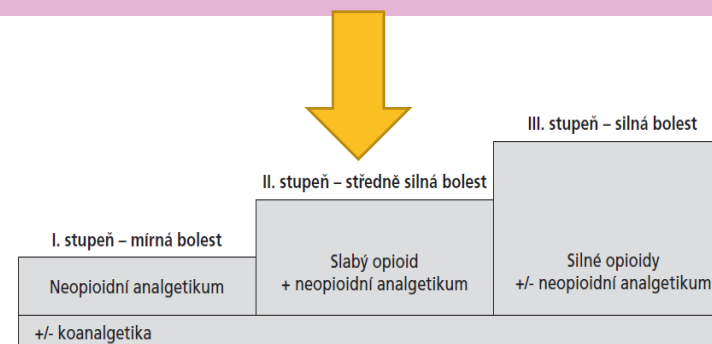 III. stupeň – silná bolest
II. stupeň – středně silná bolest
I. stupeň – mírná bolest
Neopioidní analgetikum
Slabý opioid
+ neopioidní analgetikum
Silné opioidy
+/- neopioidní analgetikum
+/- koanalgetika